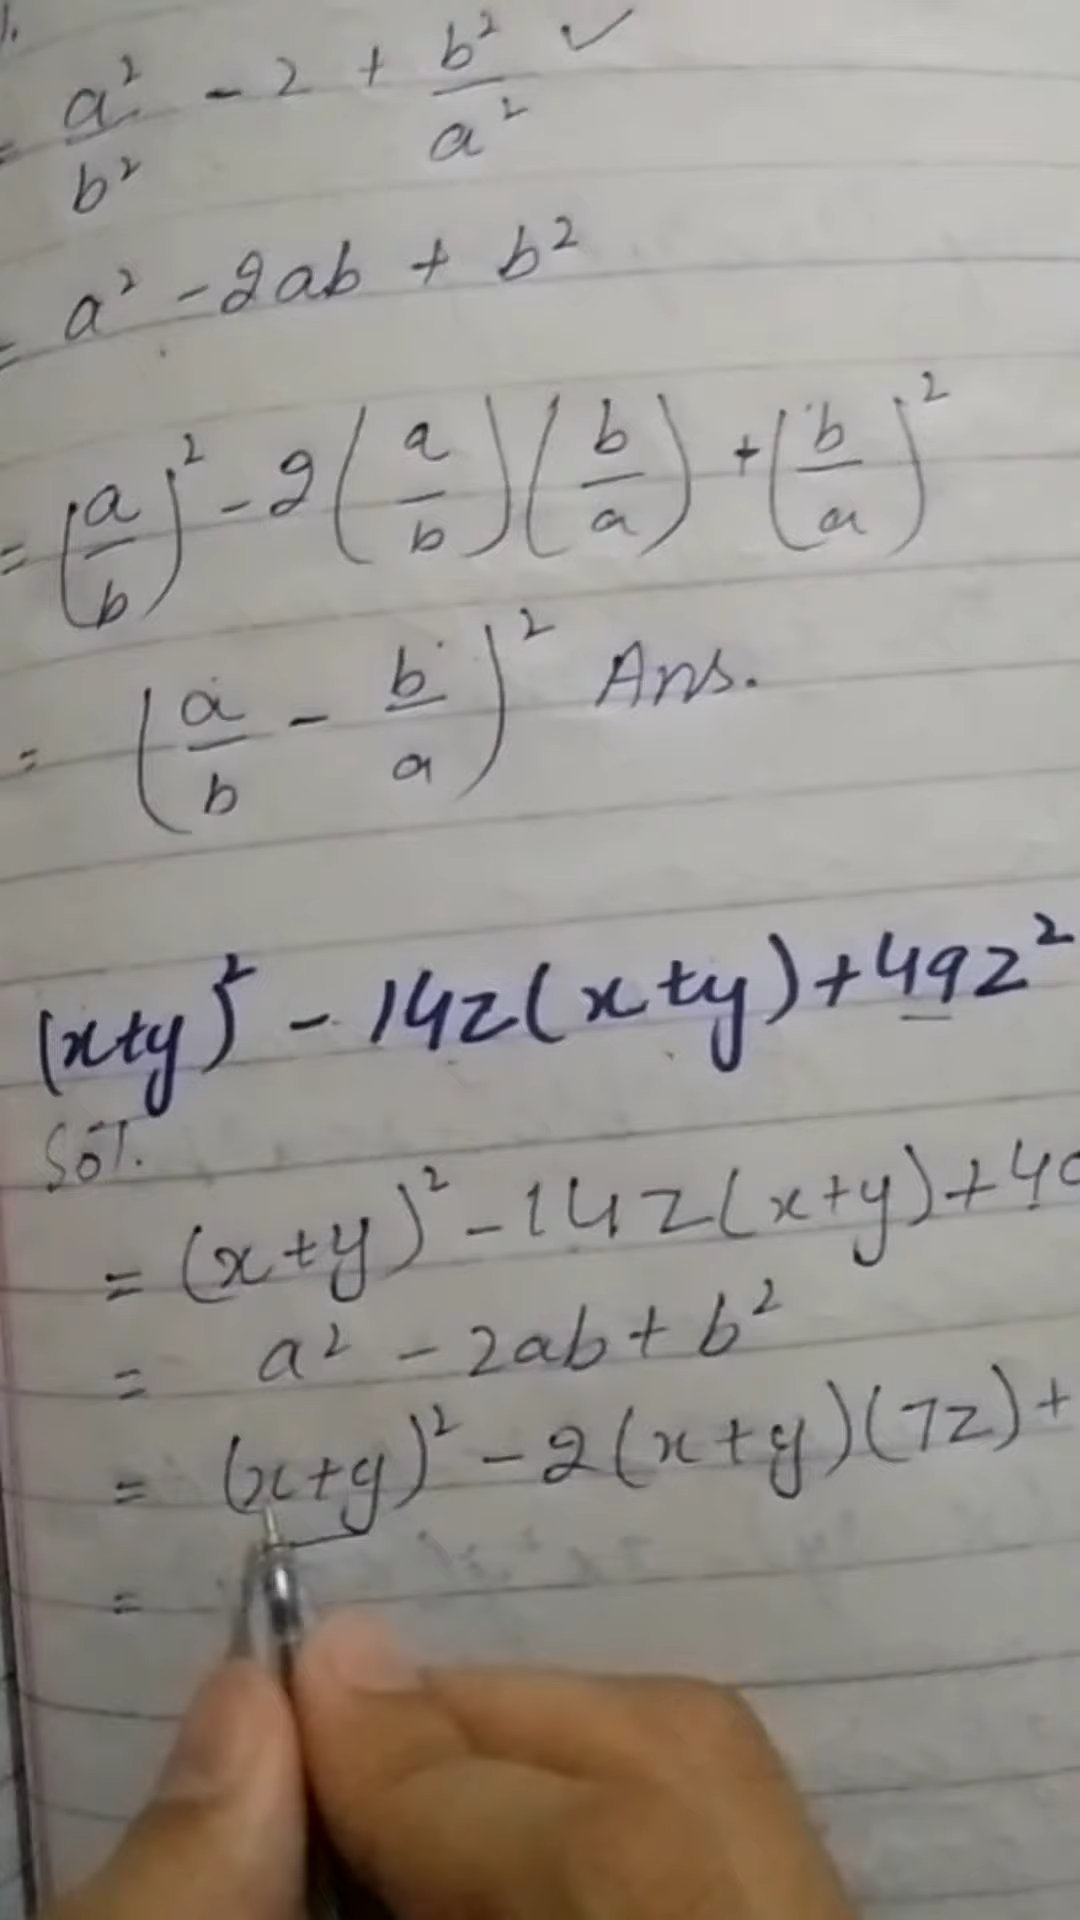 = a²/b² - 2 + b²/a² ✓
= a² - 2ab + b²
= (a/b)² - 2(a/b)(b/a) + (b/a)²
= (a/b - b/a)² Ans.
(x+y)² - 14z(x+y)+49z²
Sol.
= (x+y)² - 14z(x+y)+4
= a² - 2ab + b²
= (x+y)² - 2(x+y)(7z)+
=